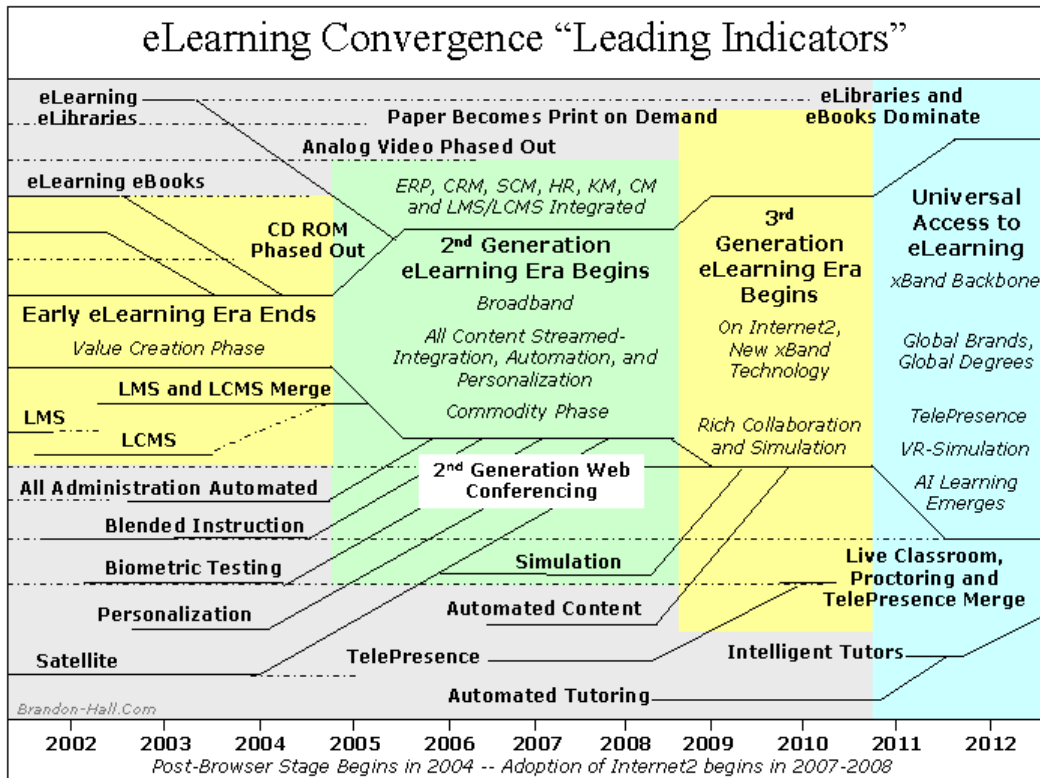 eLearning Convergence “Leading Indicators”
eLearning
eLibraries
eLibraries and
eBooks Dominate
Paper Becomes Print on Demand
Analog Video Phased Out
eLearning eBooks
ERP, CRM, SCM, HR, KM, CM
and LMS/LCMS Integrated
CD ROM
Phased Out
2nd Generation
eLearning Era Begins
Broadband
All Content Streamed-
Integration, Automation, and
Personalization
Commodity Phase
3rd
Generation
eLearning Era
Begins
On Internet2,
New xBand
Technology
Rich Collaboration
and Simulation
Universal
Access to
eLearning
xBand Backbone
Global Brands,
Global Degrees
TelePresence
VR-Simulation
AI Learning
Emerges
Early eLearning Era Ends
Value Creation Phase
LMS and LCMS Merge
LMS
LCMS
2nd Generation Web
Conferencing
All Administration Automated
Blended Instruction
Biometric Testing
Personalization
Satellite
Simulation
Automated Content
TelePresence
Automated Tutoring
Live Classroom,
Proctoring and
TelePresence Merge
Intelligent Tutors
Brandon-Hall.Com
2002 2003 2004 2005 2006 2007 2008 2009 2010 2011 2012
Post-Browser Stage Begins in 2004 -- Adoption of Internet2 begins in 2007-2008